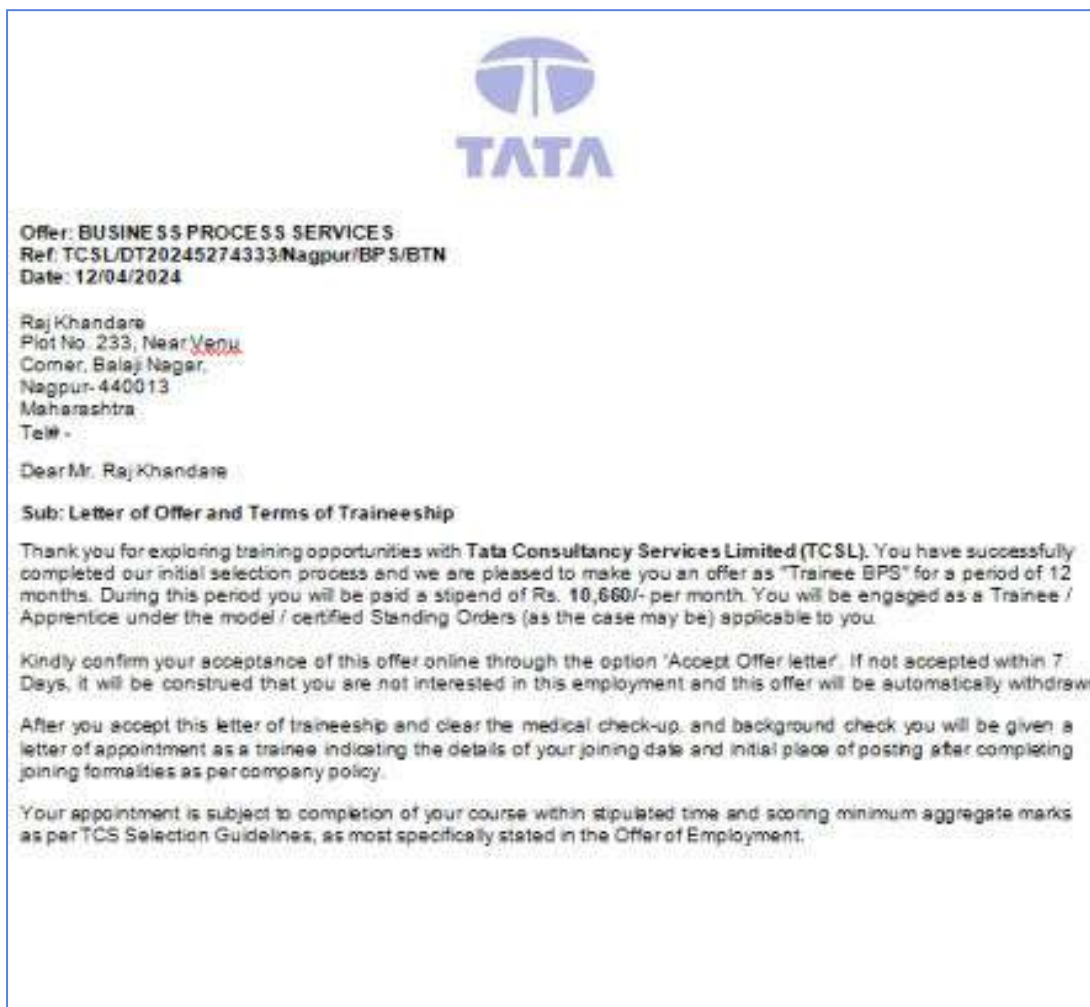 TATA
Offer: BUSINESS PROCESS SERVICES
Ref: TCSL/DT20245274333/Nagpur/BPS/BTN
Date: 12/04/2024
Raj Khandare
Plot No. 233, Near Venu
Corner, Balaji Nagar,
Nagpur- 440013
Maharashtra
Tel# -
Dear Mr. Raj Khandare
Sub: Letter of Offer and Terms of Traineeship
Thank you for exploring training opportunities with Tata Consultancy Services Limited (TCSL). You have successfully
completed our initial selection process and we are pleased to make you an offer as "Trainee BPS" for a period of 12
months. During this period you will be paid a stipend of Rs. 10,660/- per month. You will be engaged as a Trainee /
Apprentice under the model / certified Standing Orders (as the case may be) applicable to you.
Kindly confirm your acceptance of this offer online through the option 'Accept Offer letter'. If not accepted within 7
Days, it will be construed that you are not interested in this employment and this offer will be automatically withdraw
After you accept this letter of traineeship and clear the medical check-up, and background check you will be given a
letter of appointment as a trainee indicating the details of your joining date and initial place of posting after completing
joining formalities as per company policy.
Your appointment is subject to completion of your course within stipulated time and scoring minimum aggregate marks
as per TCS Selection Guidelines, as most specifically stated in the Offer of Employment.